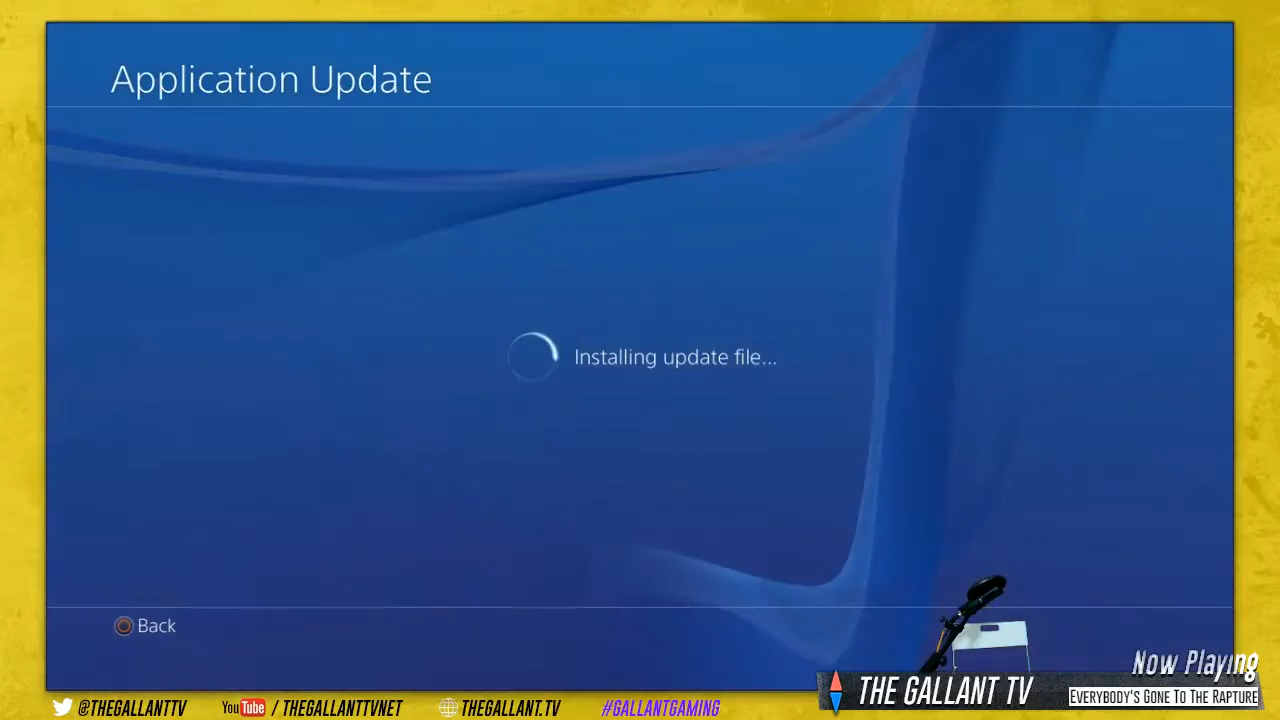 Application Update
Installing update file...
Back
Now Playing
THE GALLANT TV
EVERYBODY'S GONE TO THE RAPTURE
@THEGALLANTTV
YouTube / THEGALLANTTVNET
THEGALLANT.TV
#GALLANTGAMING